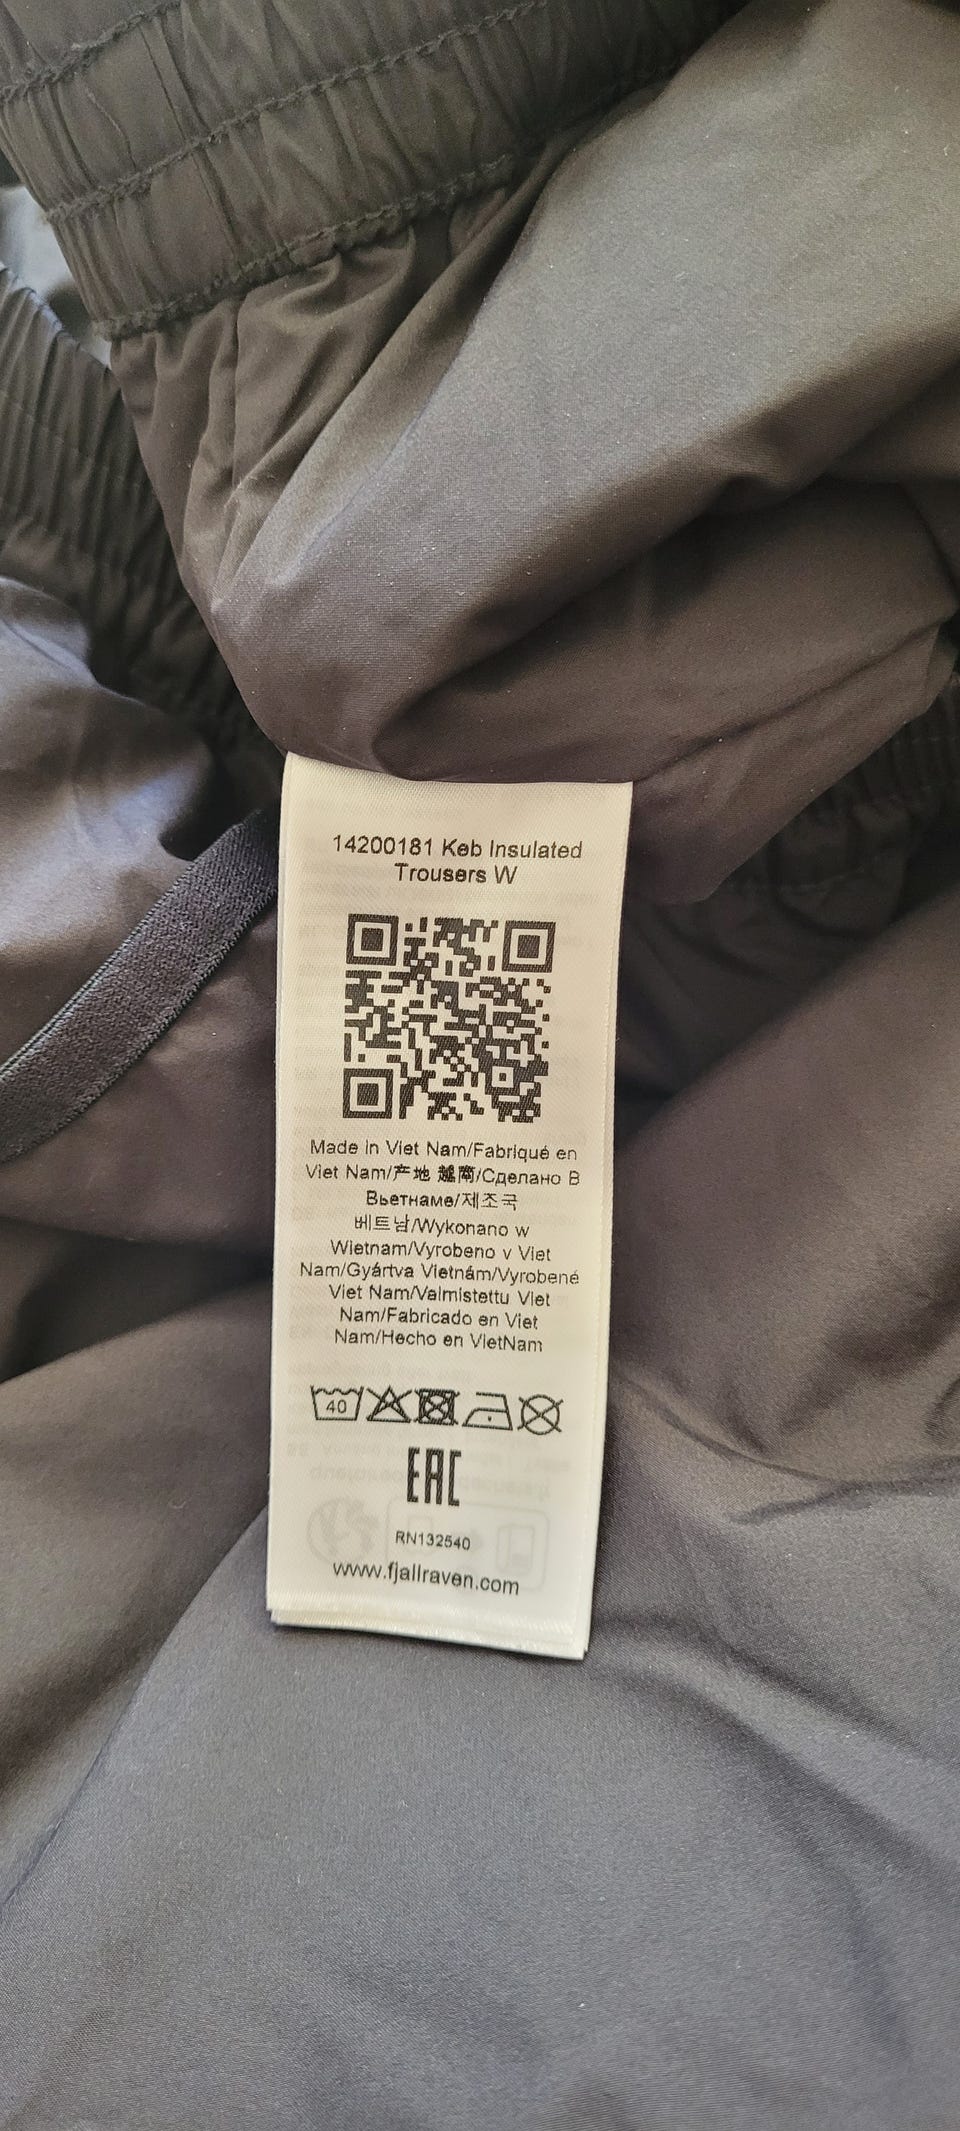 14200181 Keb Insulated
Trousers W
Made in Viet Nam/Fabriqué en
Viet Nam/产地 越南/Сделано В
Вьетнаме/제조국
베트남/Wykonano w
Wietnam/Vyrobeno v Viet
Nam/Gyártva Vietnám/Vyrobené
Viet Nam/Valmistettu Viet
Nam/Fabricado en Viet
Nam/Hecho en VietNam
40
EAC
RN132540
www.fjallraven.com